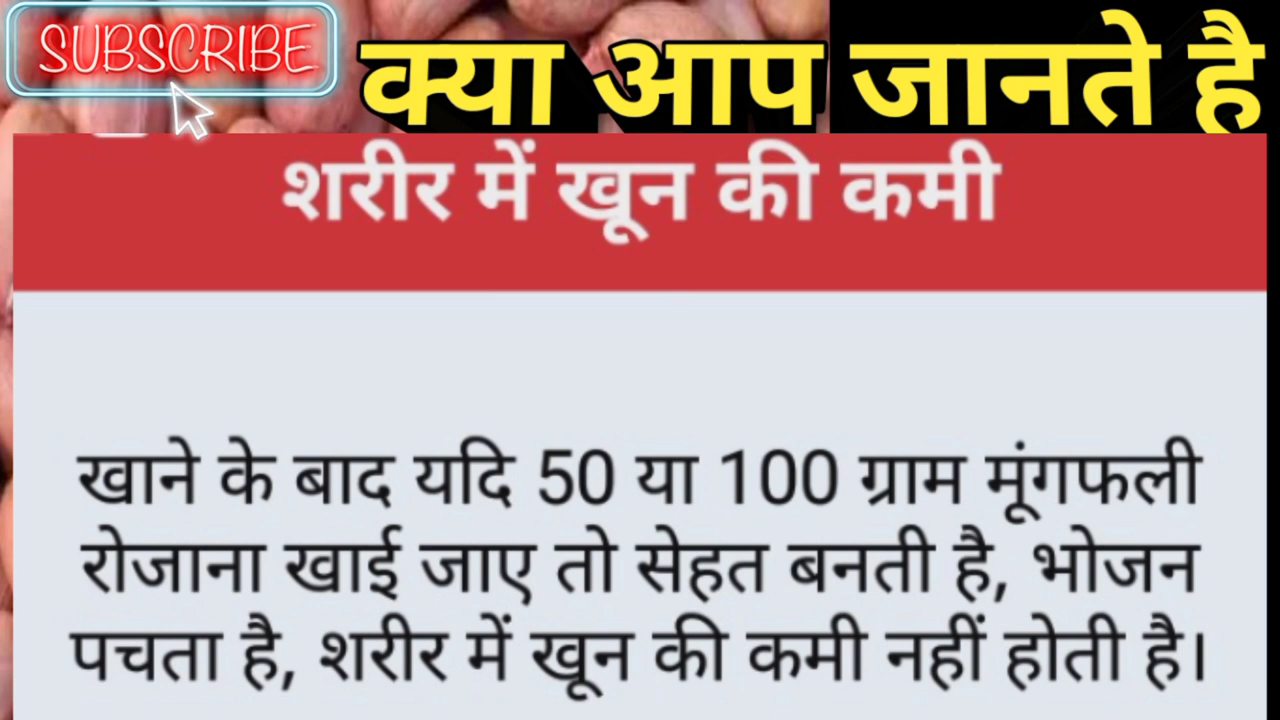 SUBSCRIBE
क्या आप जानते है
शरीर में खून की कमी
खाने के बाद यदि 50 या 100 ग्राम मूंगफली
रोजाना खाई जाए तो सेहत बनती है, भोजन
पचता है, शरीर में खून की कमी नहीं होती है।